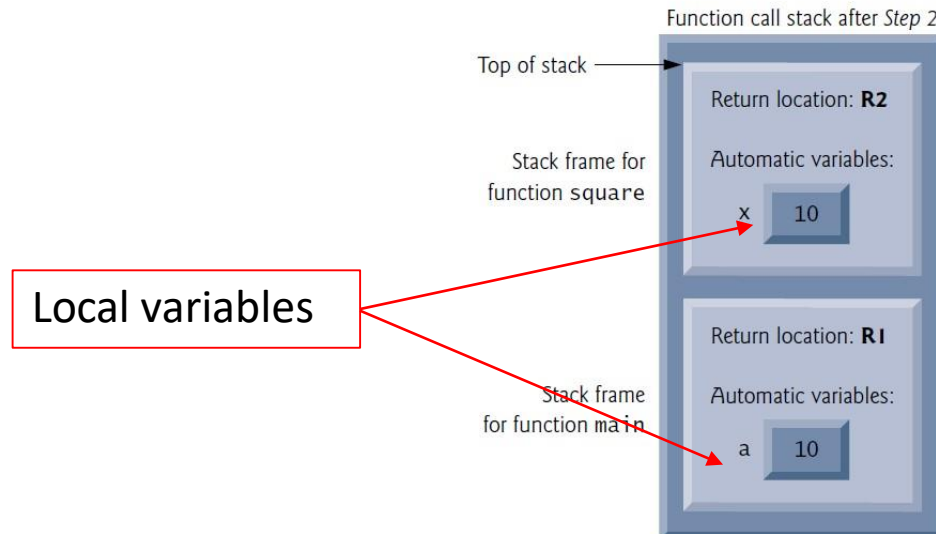 Function call stack after Step 2
Top of stack
Return location: R2
Stack frame for
function square
Automatic variables:
x 10
Local variables
Return location: R1
Stack frame
for function main
Automatic variables:
a 10